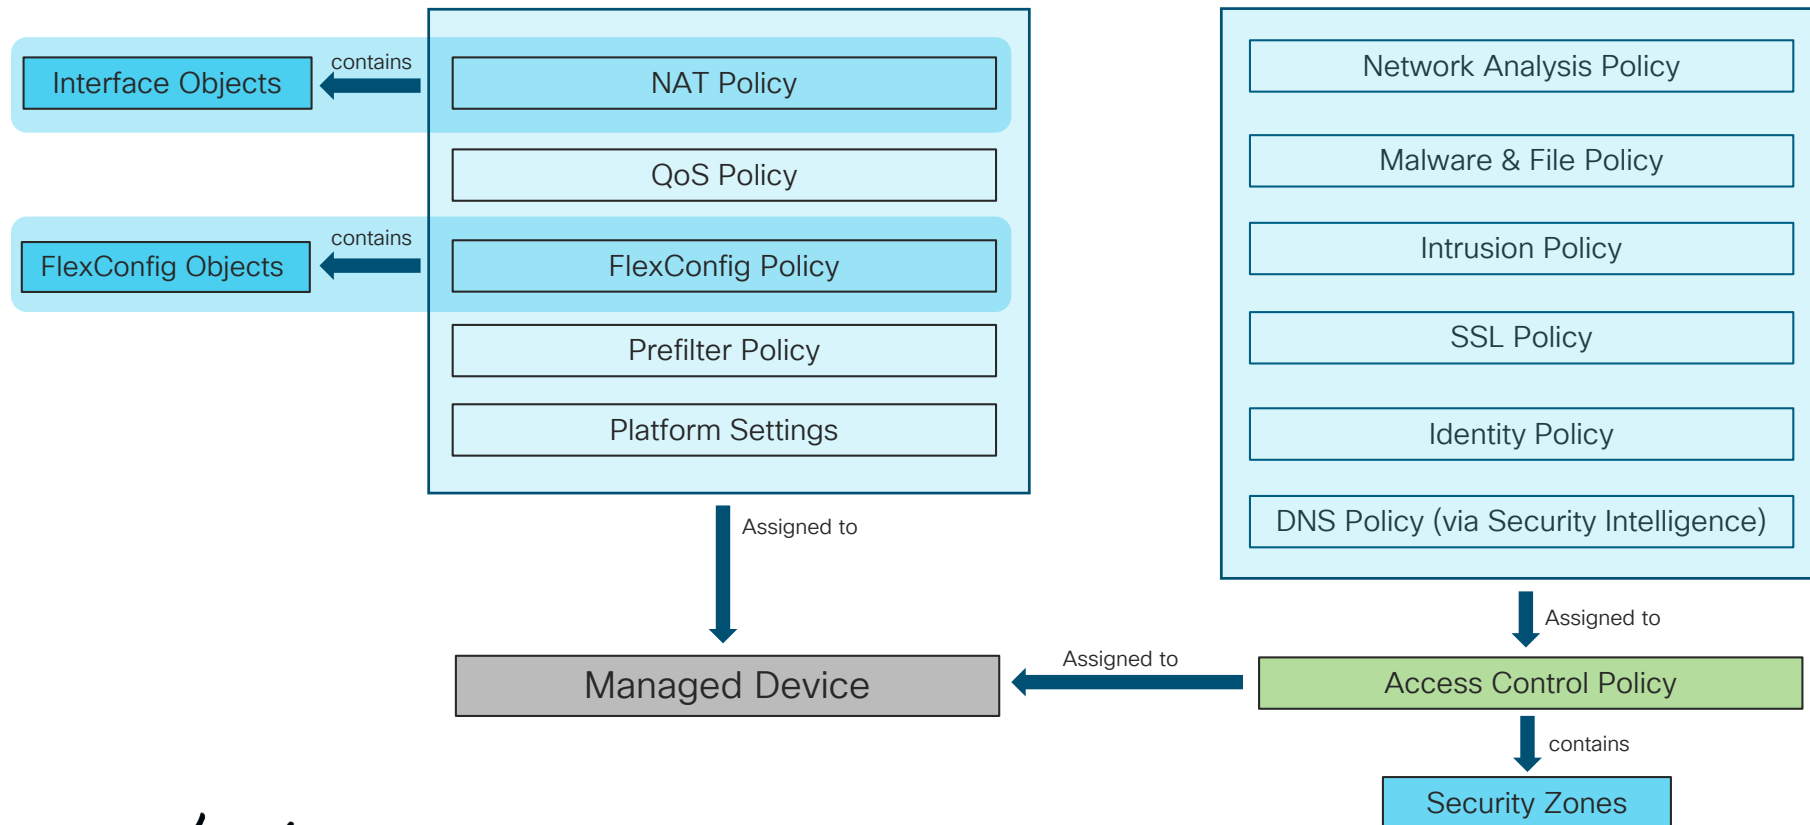 Interface Objects
contains
NAT Policy
QoS Policy
FlexConfig Objects
contains
FlexConfig Policy
Prefilter Policy
Platform Settings
Assigned to
Managed Device
Network Analysis Policy
Malware & File Policy
Intrusion Policy
SSL Policy
Identity Policy
DNS Policy (via Security Intelligence)
Assigned to
Assigned to
Access Control Policy
contains
Security Zones